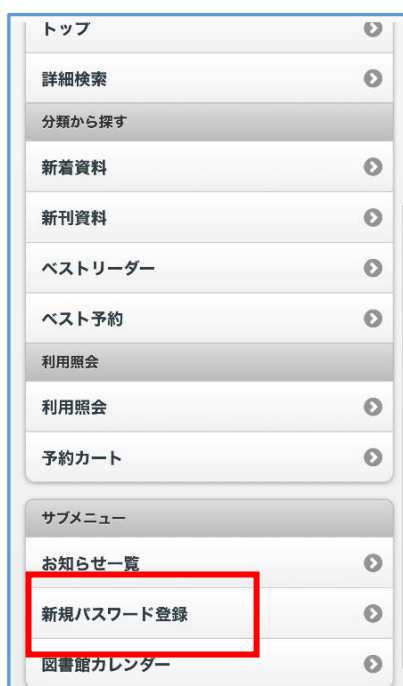 トップ
詳細検索
分類から探す
新着資料
新刊資料
ベストリーダー
ベスト予約
利用照会
利用照会
予約カート
サブメニュー
お知らせ一覧
新規パスワード登録
図書館カレンダー